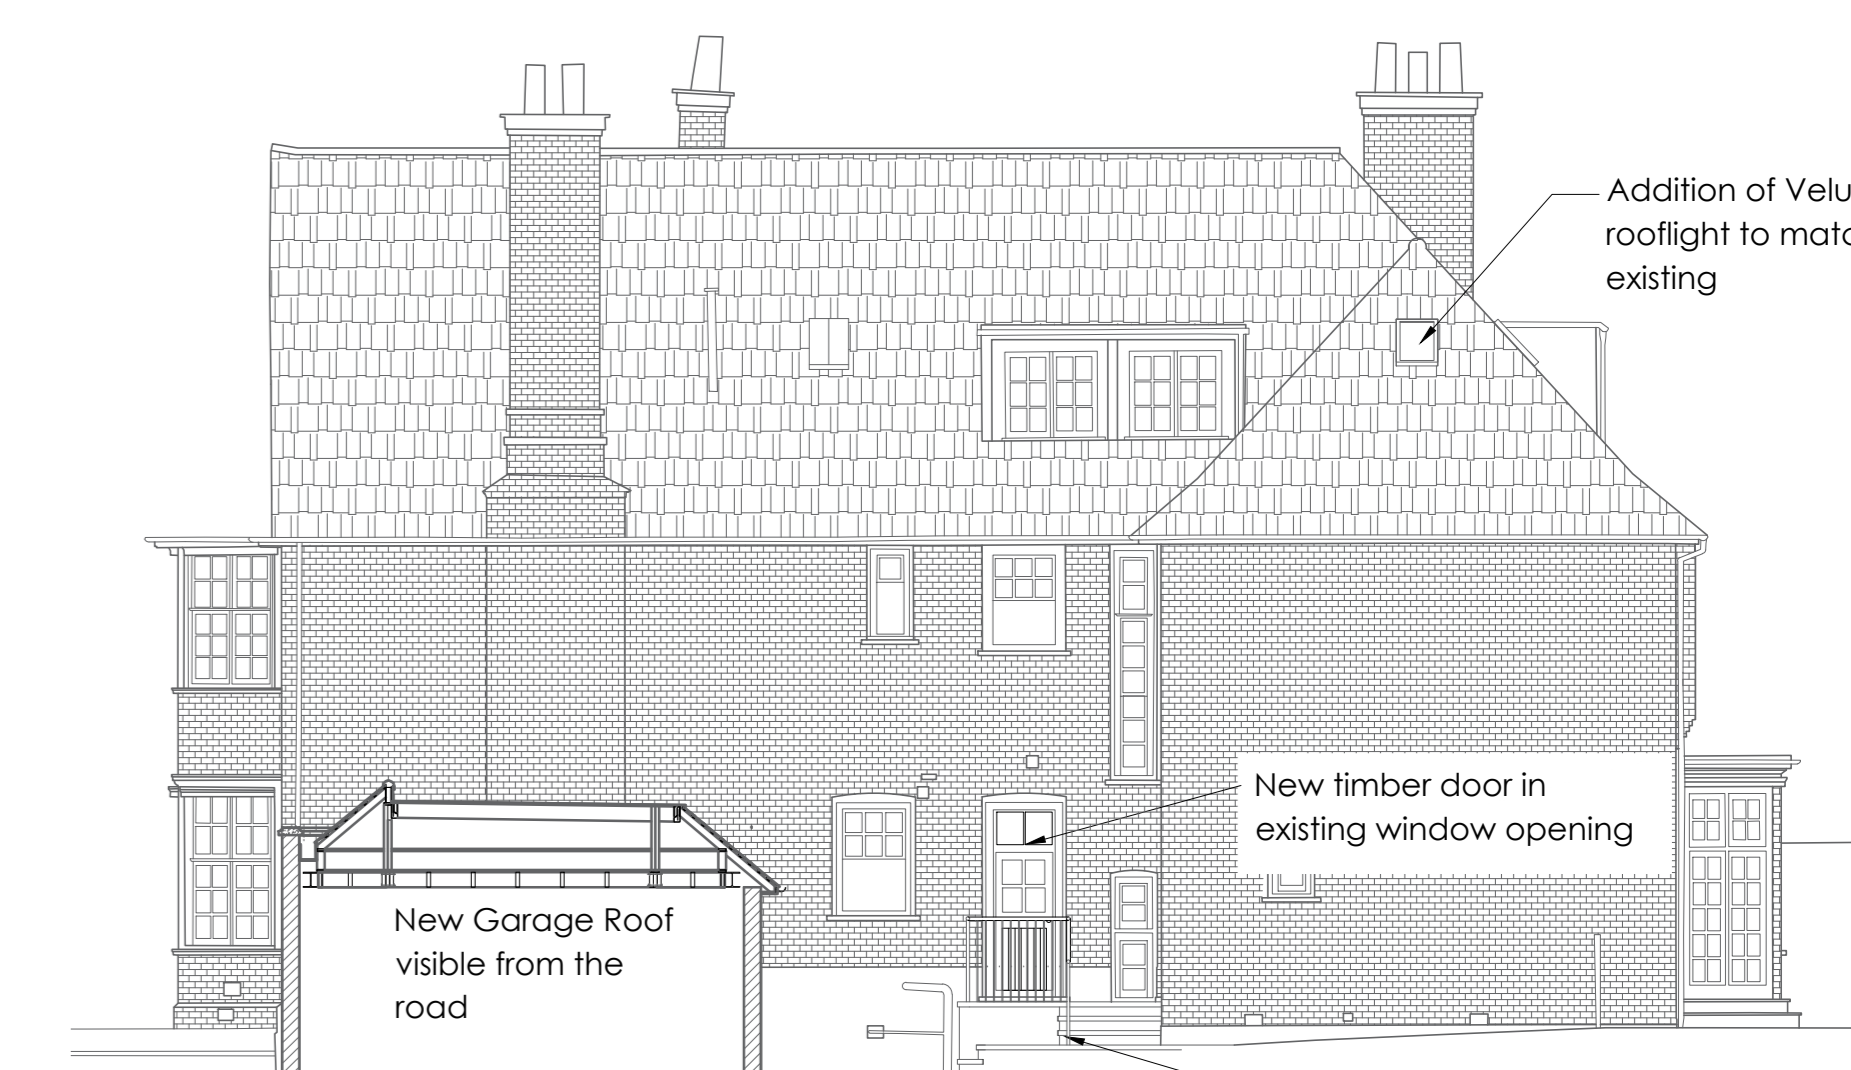 Addition of Velu
rooflight to matc
existing
New timber door in
existing window opening
New Garage Roof
visible from the
road